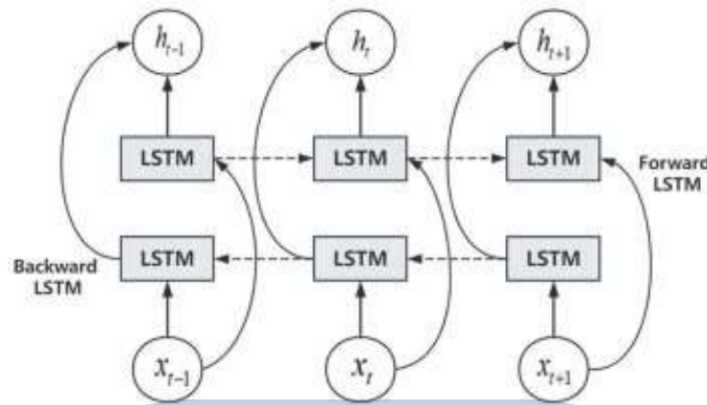 h_{t-1} h_t h_{t+1}
LSTM LSTM LSTM
Forward
LSTM
LSTM LSTM LSTM
Backward
LSTM
x_{t-1} x_t x_{t+1}